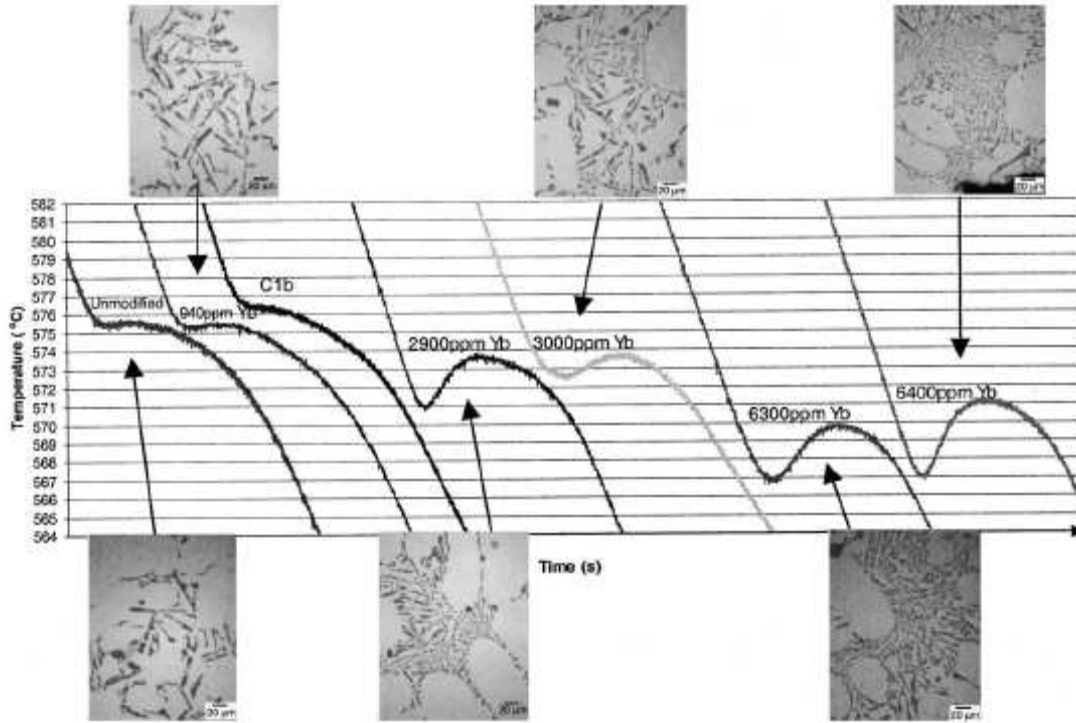 20 µm
20 µm
20 µm
582
581
580
579
578
577
576
575
574
573
572
571
570
569
568
567
566
565
564
Temperature (°C)
Unmodified
940ppm Yb
C1b
2900ppm Yb
3000ppm Yb
6300ppm Yb
6400ppm Yb
Time (s)
20 µm
20 µm
20 µm